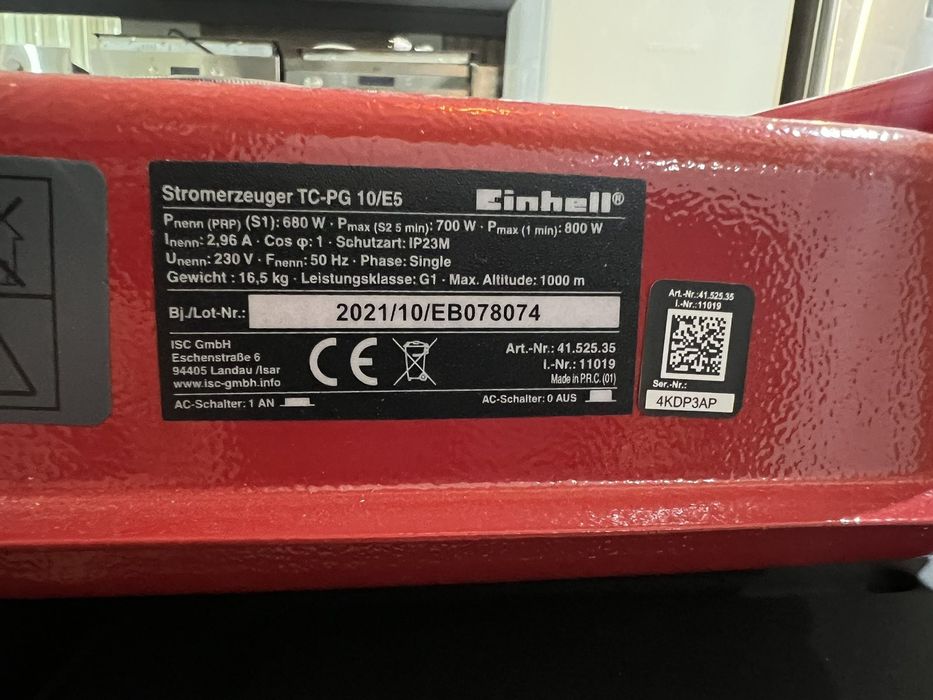 Stromerzeuger TC-PG 10/E5
Einhell®
Pnenn (PRP) (S1): 680 W · Pmax (S2 5 min): 700 W · Pmax (1 min): 800 W
Inenn: 2,96 A · Cos φ: 1 · Schutzart: IP23M
Unenn: 230 V · Fnenn: 50 Hz · Phase: Single
Gewicht : 16,5 kg · Leistungsklasse: G1 · Max. Altitude: 1000 m
Bj./Lot-Nr.: 2021/10/EB078074
ISC GmbH
Eschenstraße 6
94405 Landau /Isar
www.isc-gmbh.info
CE
Art.-Nr.: 41.525.35
I.-Nr.: 11019
Made in P.R.C. (01)
AC-Schalter: 1 AN
AC-Schalter: 0 AUS
Art.-Nr.:41.525.35
I.-Nr.:11019
Ser.-Nr.:
4KDP3AP